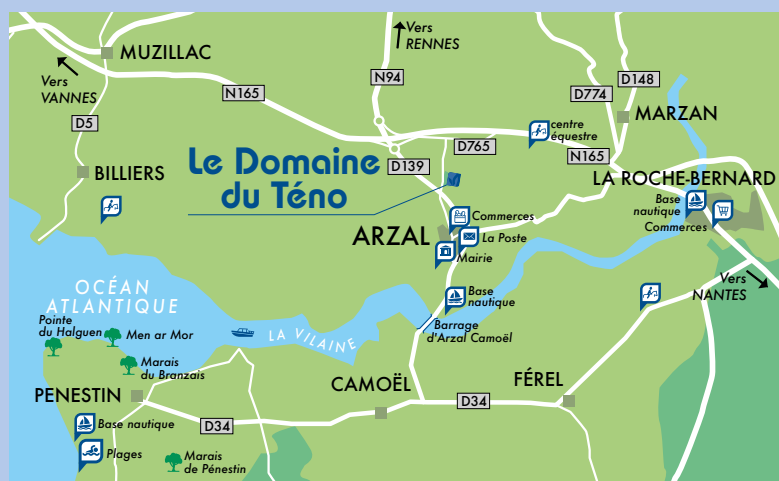 Vers
RENNES
MUZILLAC
Vers
VANNES
N94
N165
D774
D148
D5
MARZAN
centre
équestre
D765
N165
D139
BILLIERS
Le Domaine
du Téno
LA ROCHE-BERNARD
Base
nautique
Commerces
Commerces
ARZAL
La Poste
Mairie
Vers
NANTES
OCÉAN
ATLANTIQUE
Base
nautique
Pointe
du Halguen
Men ar Mor
LA VILAINE
Barrage
d'Arzal Camoël
Marais
du Branzais
PENESTIN
CAMOËL
FÉREL
D34
D34
Base nautique
Plages
Marais
de Pénestin